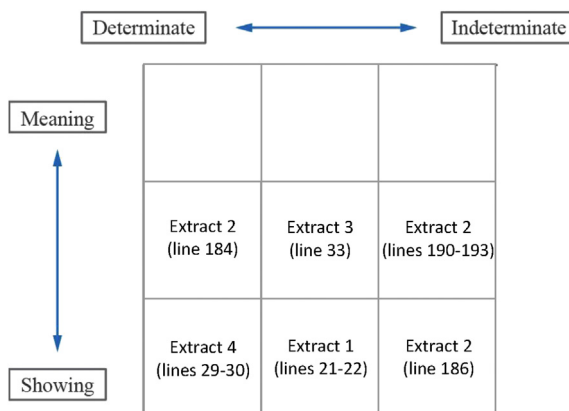 Determinate Indeterminate
Meaning
Extract 2 Extract 3 Extract 2
(line 184) (line 33) (lines 190-193)
Extract 4 Extract 1 Extract 2
(lines 29-30) (lines 21-22) (line 186)
Showing